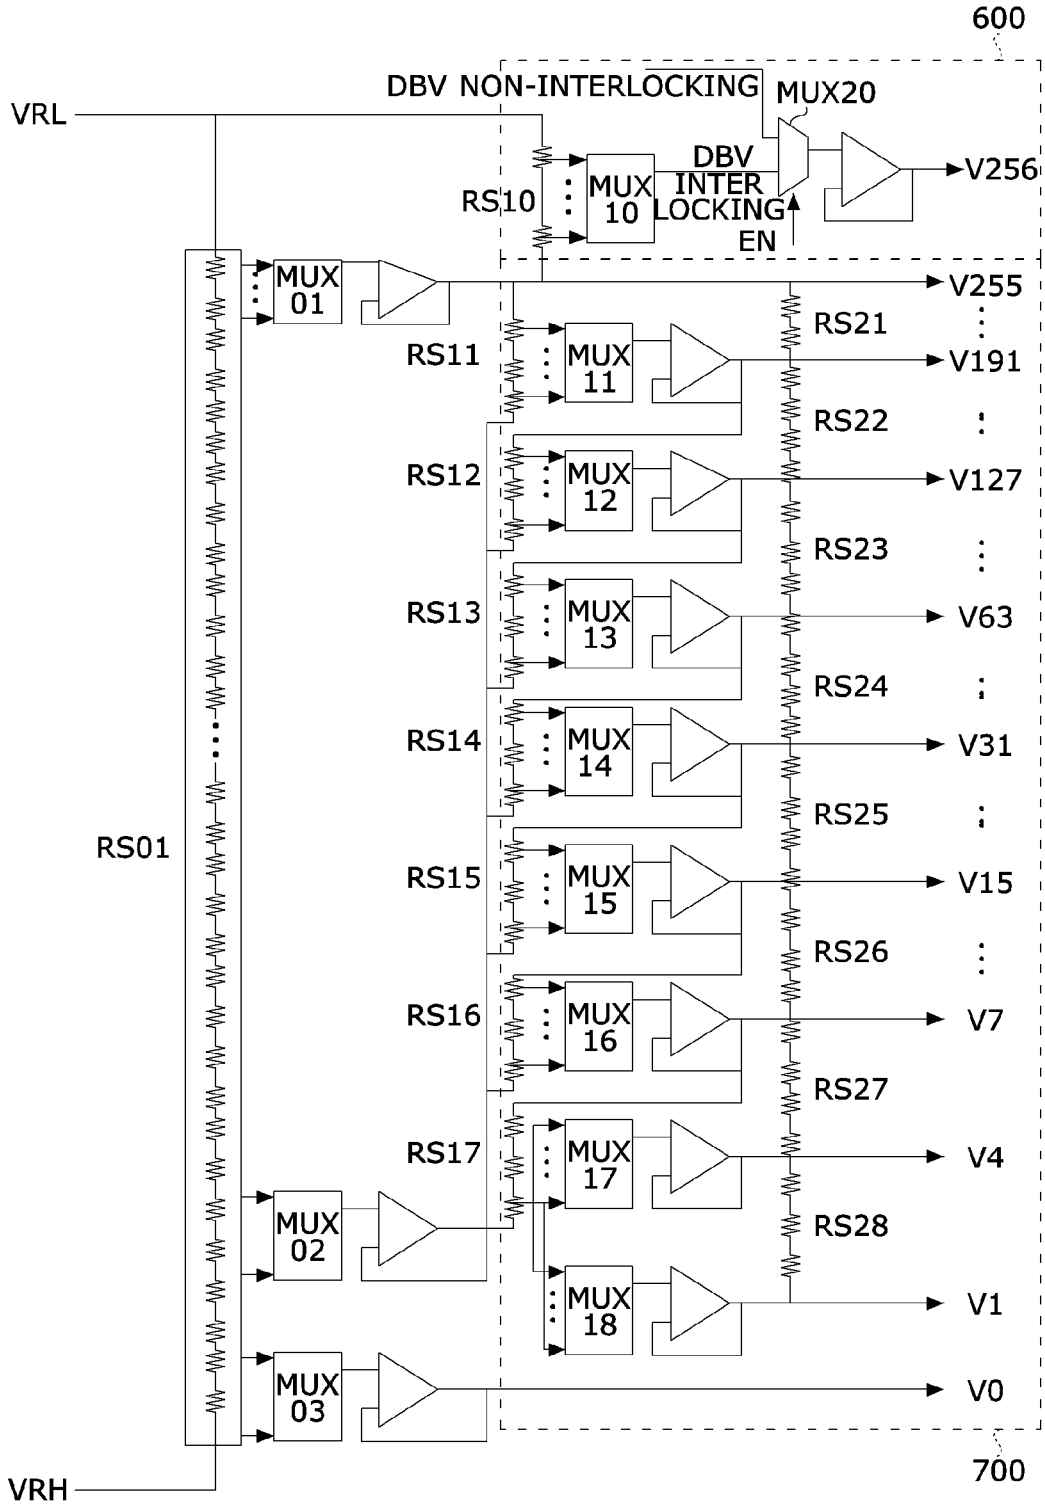 600
DBV NON-INTERLOCKING
MUX20
VRL
DBV
INTER
LOCKING
EN
MUX
10
RS10
V256
MUX
01
V255
RS21
RS11
MUX
11
V191
RS22
RS12
MUX
12
V127
RS23
RS13
MUX
13
V63
RS24
RS14
MUX
14
V31
RS25
RS01
RS15
MUX
15
V15
RS26
RS16
MUX
16
V7
RS27
RS17
MUX
17
V4
MUX
02
RS28
MUX
18
V1
MUX
03
V0
VRH
700